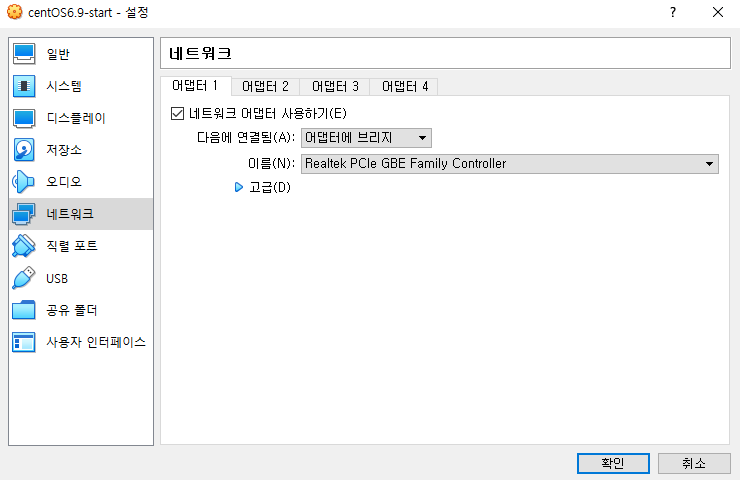 centOS6.9-start - 설정
?
일반
시스템
디스플레이
저장소
오디오
네트워크
직렬 포트
USB
공유 폴더
사용자 인터페이스
네트워크
어댑터 1 어댑터 2 어댑터 3 어댑터 4
네트워크 어댑터 사용하기(E)
다음에 연결됨(A): 어댑터에 브리지
이름(N): Realtek PCIe GBE Family Controller
고급(D)
확인 취소